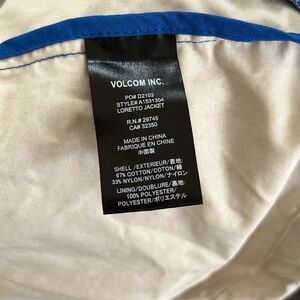 VOLCOM INC.
PO# D2103
STYLE# A1531304
LORETTO JACKET
R.N.# 29745
CA# 32350
MADE IN CHINA
FABRIQUE EN CHINE
中国製
SHELL /EXTERIEUR/表地:
67% COTTON/COTON/綿
33% NYLON/NYLON/ナイロン
LINING/DOUBLURE/裏地:
100% POLYESTER/
POLYESTER/ポリエステル